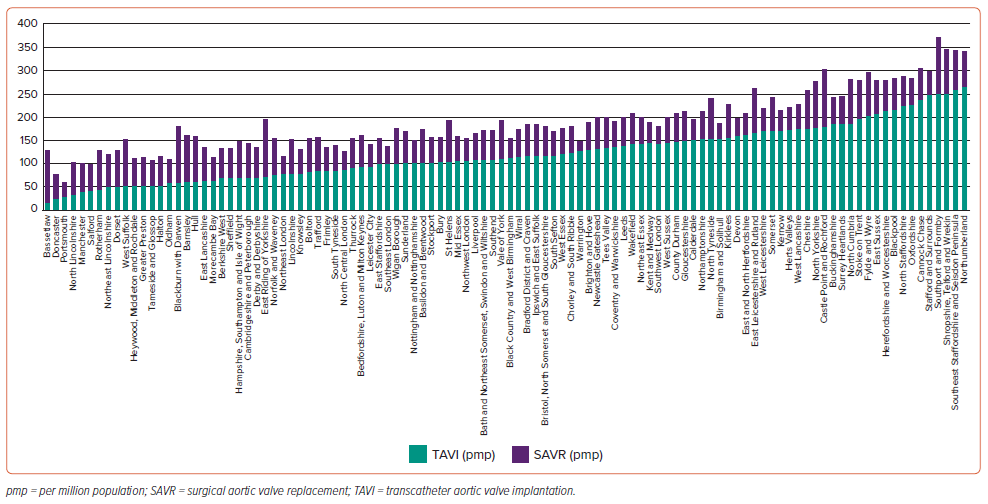 400
350
300
250
200
150
100
50
0
Bassetlaw
Doncaster
Portsmouth
North Lincolnshire
Manchester
Salford
Rotherham
Northeast Lincolnshire
Dorset
West Suffolk
Heywood, Middleton and Rochdale
Greater Preston
Tameside and Glossop
Halton
Oldham
Blackburn with Darwen
Barnsley
Hull
East Lancashire
Morecambe Bay
Berkshire West
Sheffield
Hampshire, Southampton and Isle of Wight
Cambridgeshire and Peterborough
Derby and Derbyshire
East Riding of Yorkshire
Norfolk and Waveney
Northeast London
Lincolnshire
Knowsley
Bolton
Trafford
Frimley
South Tyneside
North Central London
Thurrock
Bedfordshire, Luton and Milton Keynes
Leicester City
East Staffordshire
Southeast London
Wigan Borough
Sunderland
Nottingham and Nottinghamshire
Basildon and Brentwood
Stockport
Bury
St Helens
Mid Essex
Northwest London
Liverpool
Bath and Northeast Somerset, Swindon and Wiltshire
Southend
Vale of York
Black Country and West Birmingham
Wirral
Bradford District and Craven
Ipswich and East Suffolk
Bristol, North Somerset and South Gloucestershire
South Sefton
West Essex
Chorley and South Ribble
Warrington
Brighton and Hove
Newcastle Gateshead
Tees Valley
Coventry and Warwickshire
Leeds
Wakefield
Northeast Essex
Kent and Medway
Southwest London
West Sussex
County Durham
Gloucestershire
Calderdale
Northamptonshire
North Tyneside
Birmingham and Solihull
Kirklees
Devon
East and North Hertfordshire
East Leicestershire and Rutland
West Leicestershire
Somerset
Kernow
Herts Valleys
West Lancashire
Cheshire
North Yorkshire
Castle Point and Rochford
Buckinghamshire
Surrey Heartlands
North Cumbria
Stoke on Trent
Fylde and Wyre
East Sussex
Herefordshire and Worcestershire
Blackpool
North Staffordshire
Oxfordshire
Cannock Chase
Stafford and Surrounds
Southport and Formby
Shropshire, Telford and Wrekin
Southeast Staffordshire and Seisdon Peninsula
Northumberland
TAVI (pmp) SAVR (pmp)
pmp = per million population; SAVR = surgical aortic valve replacement; TAVI = transcatheter aortic valve implantation.